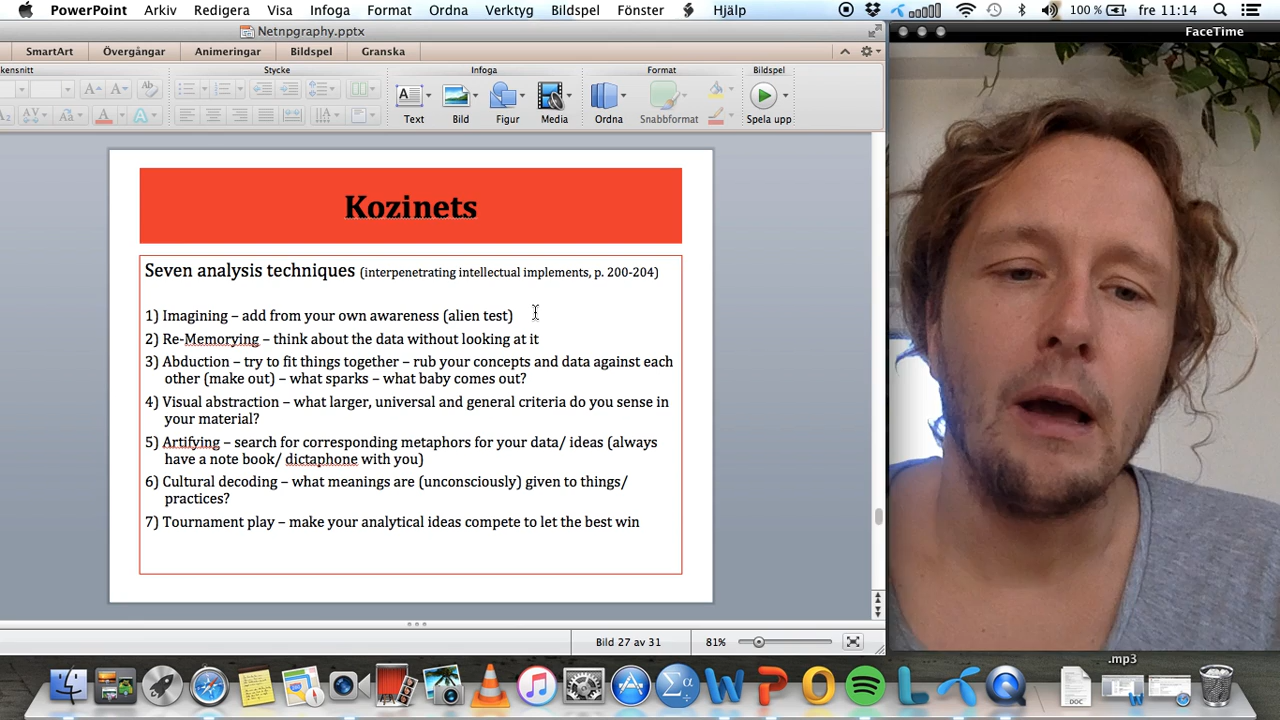 PowerPoint Arkiv Redigera Visa Infoga Format Ordna Verktyg Bildspel Fönster Hjälp 100 % fre 11:14
Netnpgraphy.pptx
FaceTime
SmartArt Övergångar Animeringar Bildspel Granska
ckensnitt Stycke Infoga Format Bildspel
Text Bild Figur Media Ordna Snabbformat Spela upp
Kozinets
Seven analysis techniques (interpenetrating intellectual implements, p. 200-204)
1) Imagining – add from your own awareness (alien test)
2) Re-Memorying – think about the data without looking at it
3) Abduction – try to fit things together – rub your concepts and data against each
other (make out) – what sparks – what baby comes out?
4) Visual abstraction – what larger, universal and general criteria do you sense in
your material?
5) Artifying – search for corresponding metaphors for your data/ ideas (always
have a note book/ dictaphone with you)
6) Cultural decoding – what meanings are (unconsciously) given to things/
practices?
7) Tournament play – make your analytical ideas compete to let the best win
Bild 27 av 31 81%
.mp3
DOC